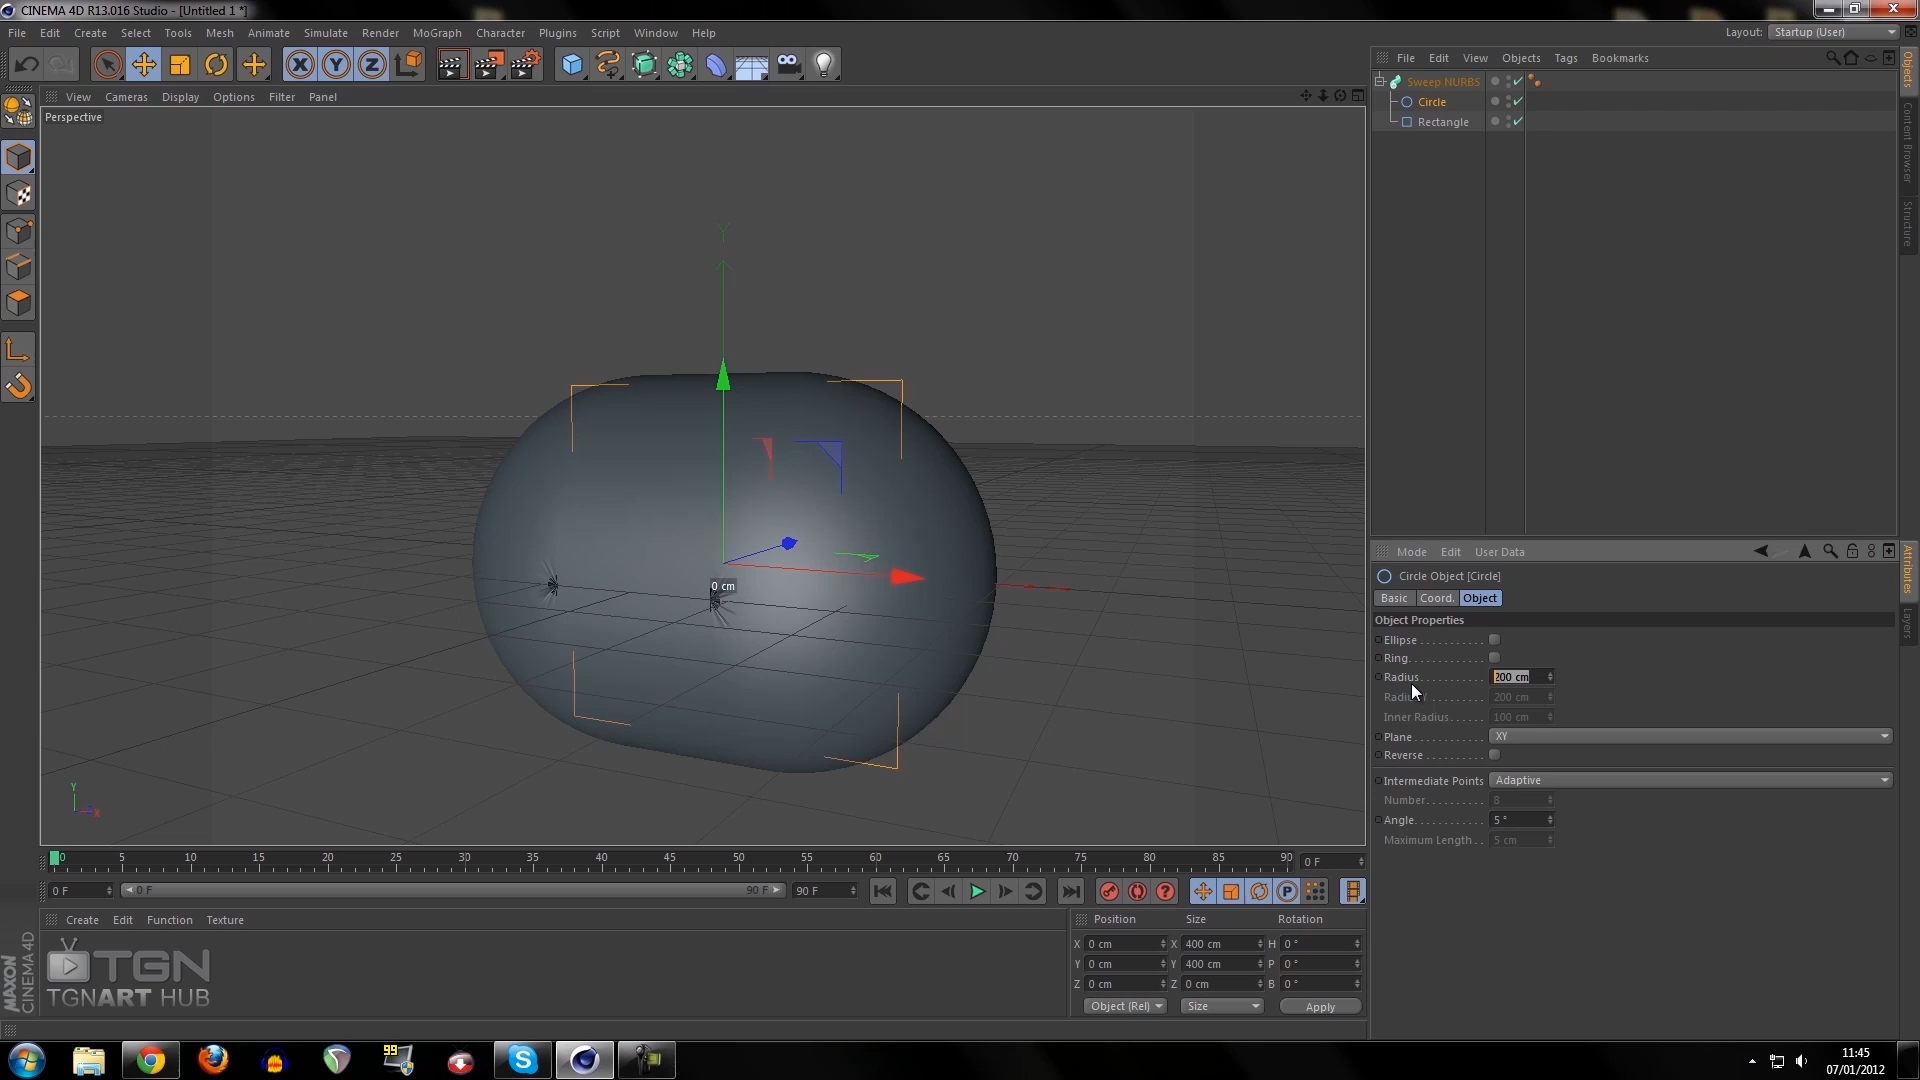 CINEMA 4D R13.016 Studio - [Untitled 1 *]
File Edit Create Select Tools Mesh Animate Simulate Render MoGraph Character Plugins Script Window Help
Layout: Startup (User)
X Y Z
File Edit View Objects Tags Bookmarks
View Cameras Display Options Filter Panel
Perspective
Sweep NURBS
Circle
Rectangle
Objects
Content Browser
Structure
Y
0 cm
Y
X
Mode Edit User Data
Circle Object [Circle]
Basic Coord. Object
Object Properties
Ellipse
Ring
Radius 200 cm
200 cm
Inner Radius 100 cm
Plane XY
Reverse
Intermediate Points Adaptive
Number 8
Angle 5 °
Maximum Length 5 cm
Attributes
Layers
0 5 10 15 20 25 30 35 40 45 50 55 60 65 70 75 80 85 90 0 F
0 F 0 F 90 F 90 F
P
Create Edit Function Texture
Position Size Rotation
X 0 cm X 400 cm H 0 °
Y 0 cm Y 400 cm P 0 °
Z 0 cm Z 0 cm B 0 °
Object (Rel) Size Apply
TGN
TGNART HUB
MAXON
CINEMA 4D
99
11:45
07/01/2012